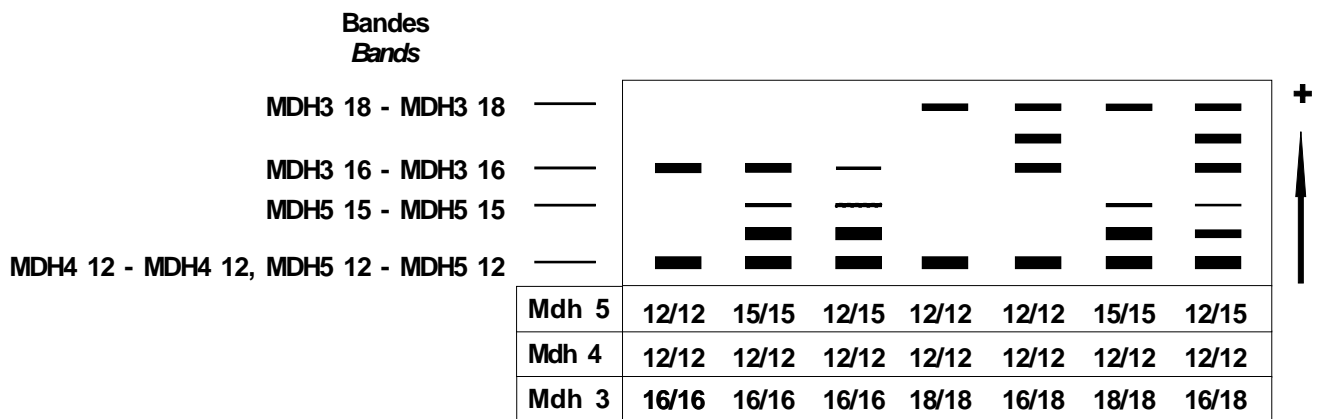 Bandes
Bands
MDH3 18 - MDH3 18
+
MDH3 16 - MDH3 16
MDH5 15 - MDH5 15
MDH4 12 - MDH4 12, MDH5 12 - MDH5 12
Mdh 5 12/12 15/15 12/15 12/12 12/12 15/15 12/15
Mdh 4 12/12 12/12 12/12 12/12 12/12 12/12 12/12
Mdh 3 16/16 16/16 16/16 18/18 16/18 18/18 16/18